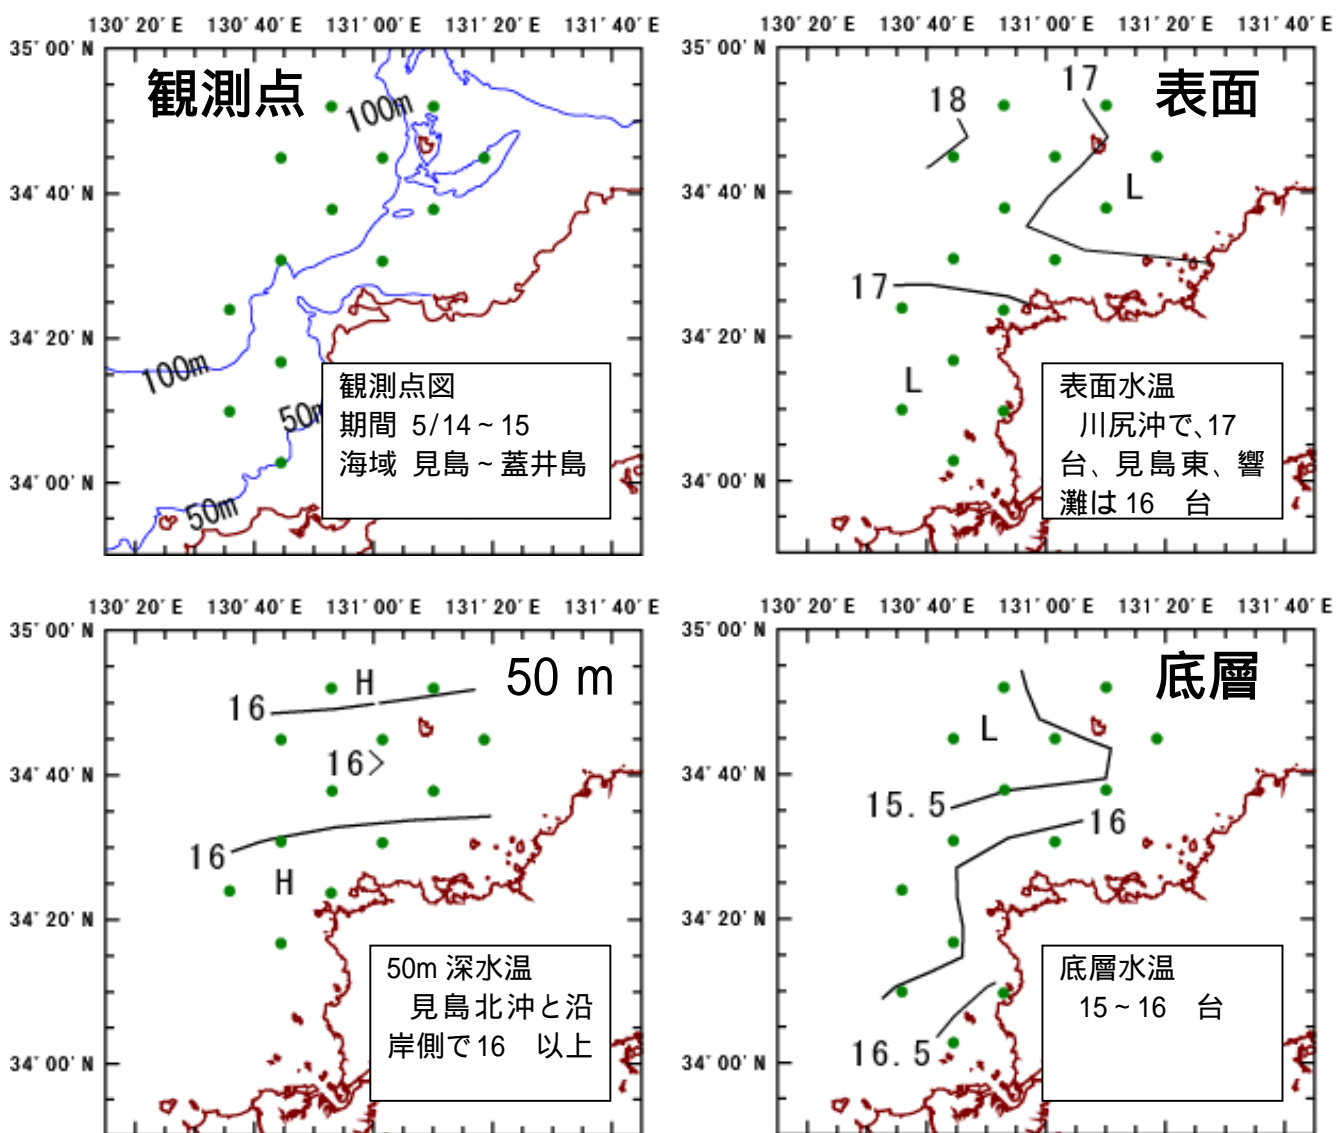 130° 20′ E 130° 40′ E 131° 00′ E 131° 20′ E 131° 40′ E
35° 00′ N
観測点
100m
34° 40′ N
34° 20′ N
100m
50m
34° 00′ N
50m
観測点図
期間 5/14~15
海域 見島~蓋井島
130° 20′ E 130° 40′ E 131° 00′ E 131° 20′ E 131° 40′ E
35° 00′ N
表面
18
17
34° 40′ N
L
17
34° 20′ N
L
34° 00′ N
表面水温
川尻沖で、17
台、見島東、響
灘は16 台
130° 20′ E 130° 40′ E 131° 00′ E 131° 20′ E 131° 40′ E
35° 00′ N
50 m
H
16
16>
34° 40′ N
16
H
34° 20′ N
34° 00′ N
50m 深水温
見島北沖と沿
岸側で16 以上
130° 20′ E 130° 40′ E 131° 00′ E 131° 20′ E 131° 40′ E
35° 00′ N
底層
L
34° 40′ N
15.5
16
34° 20′ N
16.5
34° 00′ N
底層水温
15~16 台